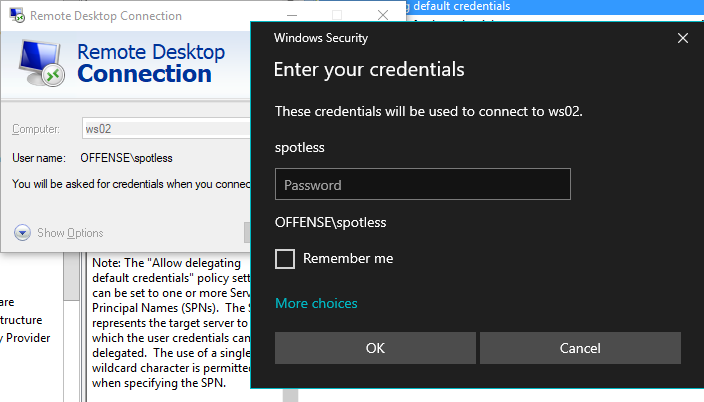 Remote Desktop Connection
Remote Desktop
Connection
Computer:
ws02
User name:
OFFENSE\spotless
You will be asked for credentials when you connec
Show Options
default credentials
Windows Security
Enter your credentials
These credentials will be used to connect to ws02.
spotless
Password
OFFENSE\spotless
Remember me
More choices
OK
Cancel
are
tructure
y Provider
Note: The "Allow delegating
default credentials" policy sett
can be set to one or more Serv
Principal Names (SPNs). The S
represents the target server to
which the user credentials can
delegated. The use of a single
wildcard character is permitted
when specifying the SPN.